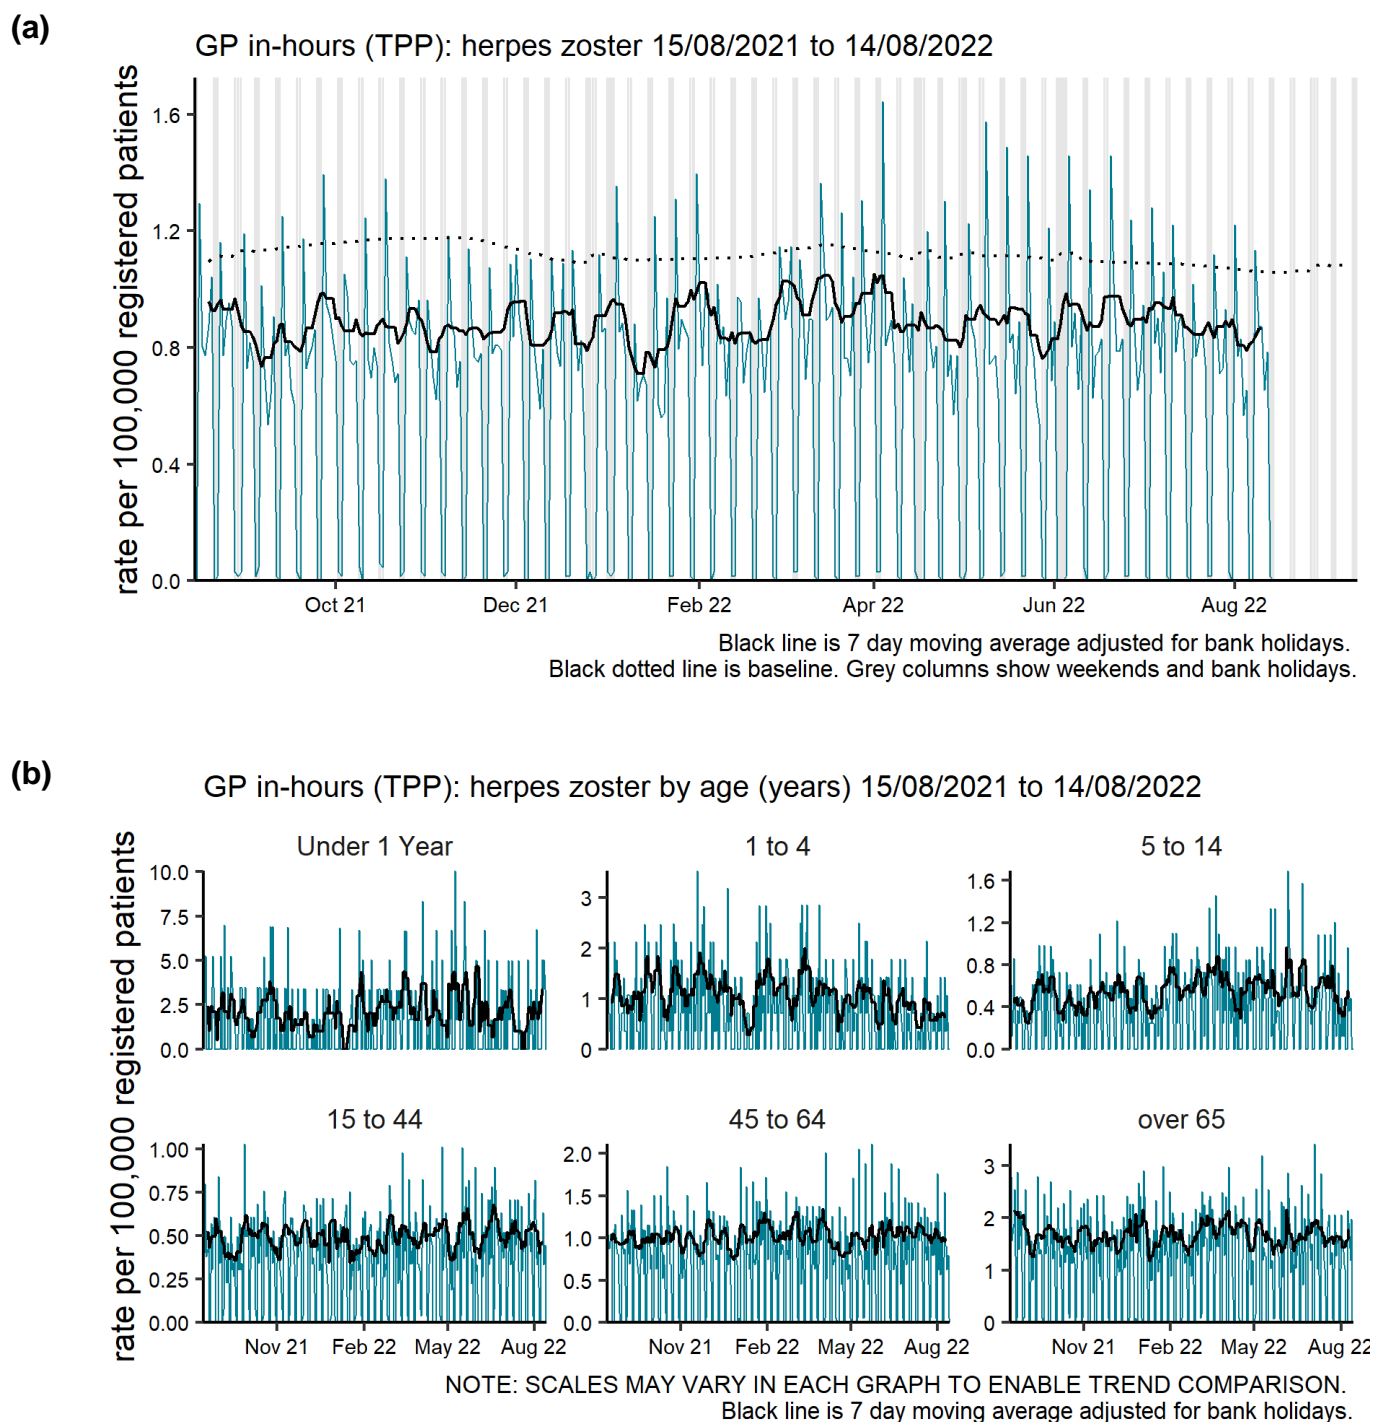 (a)
GP in-hours (TPP): herpes zoster 15/08/2021 to 14/08/2022
rate per 100,000 registered patients
1.6
1.2
0.8
0.4
0.0
Oct 21 Dec 21 Feb 22 Apr 22 Jun 22 Aug 22
Black line is 7 day moving average adjusted for bank holidays.
Black dotted line is baseline. Grey columns show weekends and bank holidays.
(b)
GP in-hours (TPP): herpes zoster by age (years) 15/08/2021 to 14/08/2022
rate per 100,000 registered patients
Under 1 Year
10.0
7.5
5.0
2.5
0.0
1 to 4
3
2
1
0
5 to 14
1.6
1.2
0.8
0.4
0.0
15 to 44
1.00
0.75
0.50
0.25
0.00
Nov 21 Feb 22 May 22 Aug 22
45 to 64
2.0
1.5
1.0
0.5
0.0
Nov 21 Feb 22 May 22 Aug 22
over 65
3
2
1
0
Nov 21 Feb 22 May 22 Aug 22
NOTE: SCALES MAY VARY IN EACH GRAPH TO ENABLE TREND COMPARISON.
Black line is 7 day moving average adjusted for bank holidays.